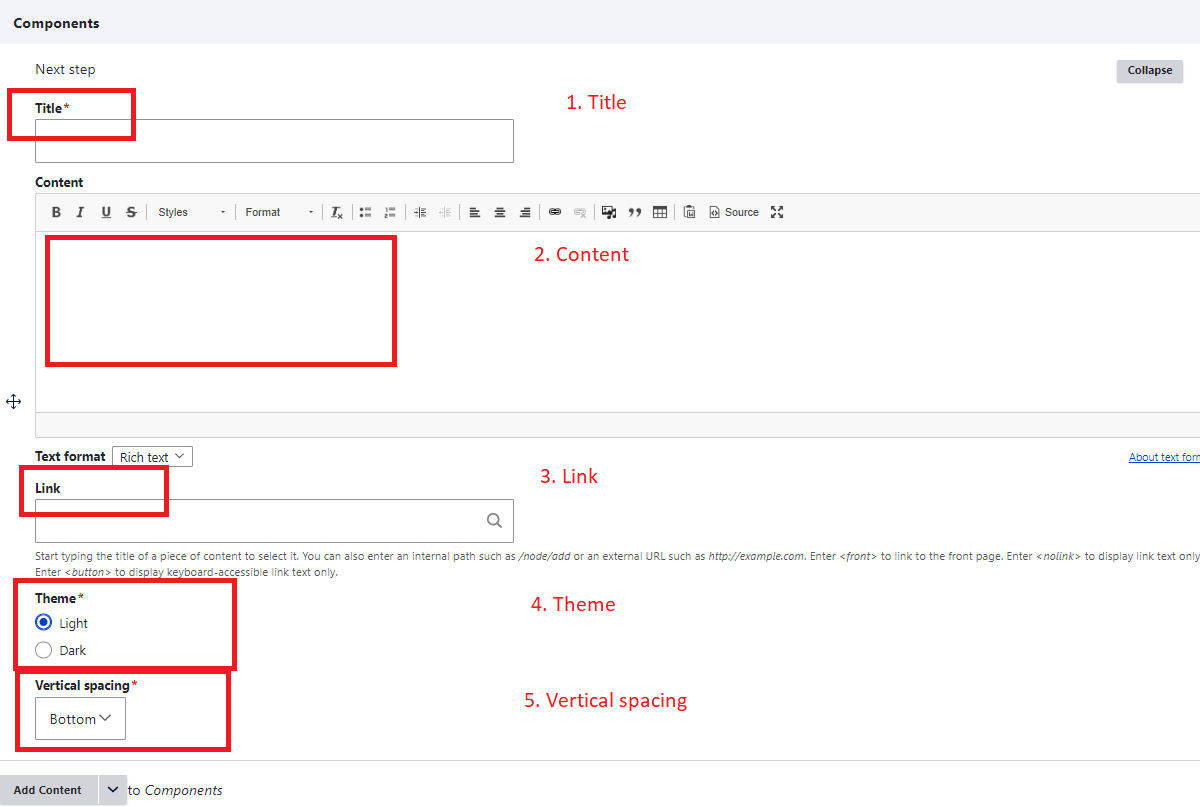 Components
Next step
Collapse
Title*
1. Title
Content
B I U S Styles Format Tx Source
2. Content
Text format Rich text
About text forn
Link
3. Link
Start typing the title of a piece of content to select it. You can also enter an internal path such as /node/add or an external URL such as http://example.com. Enter <front> to link to the front page. Enter <nolink> to display link text only
Enter <button> to display keyboard-accessible link text only.
Theme*
4. Theme
Light
Dark
Vertical spacing*
5. Vertical spacing
Bottom
Add Content to Components